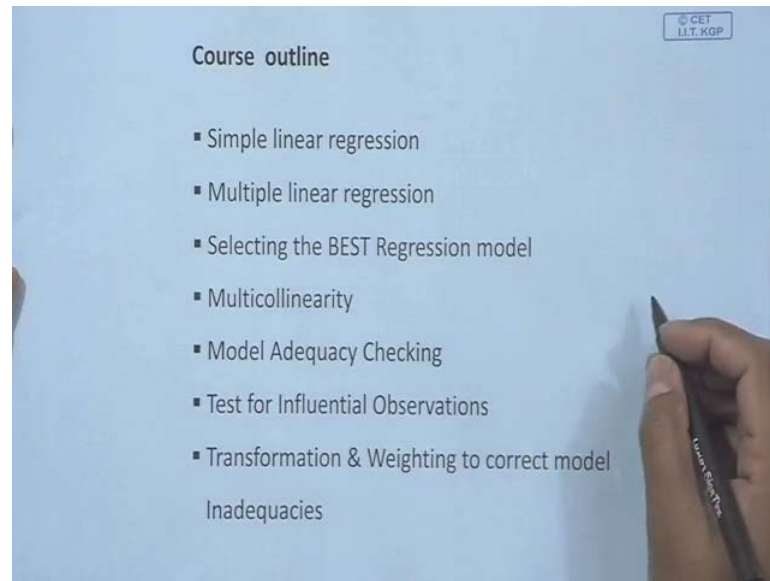 © CET
I.I.T. KGP
Course outline
▪ Simple linear regression
▪ Multiple linear regression
▪ Selecting the BEST Regression model
▪ Multicollinearity
▪ Model Adequacy Checking
▪ Test for Influential Observations
▪ Transformation & Weighting to correct model
Inadequacies